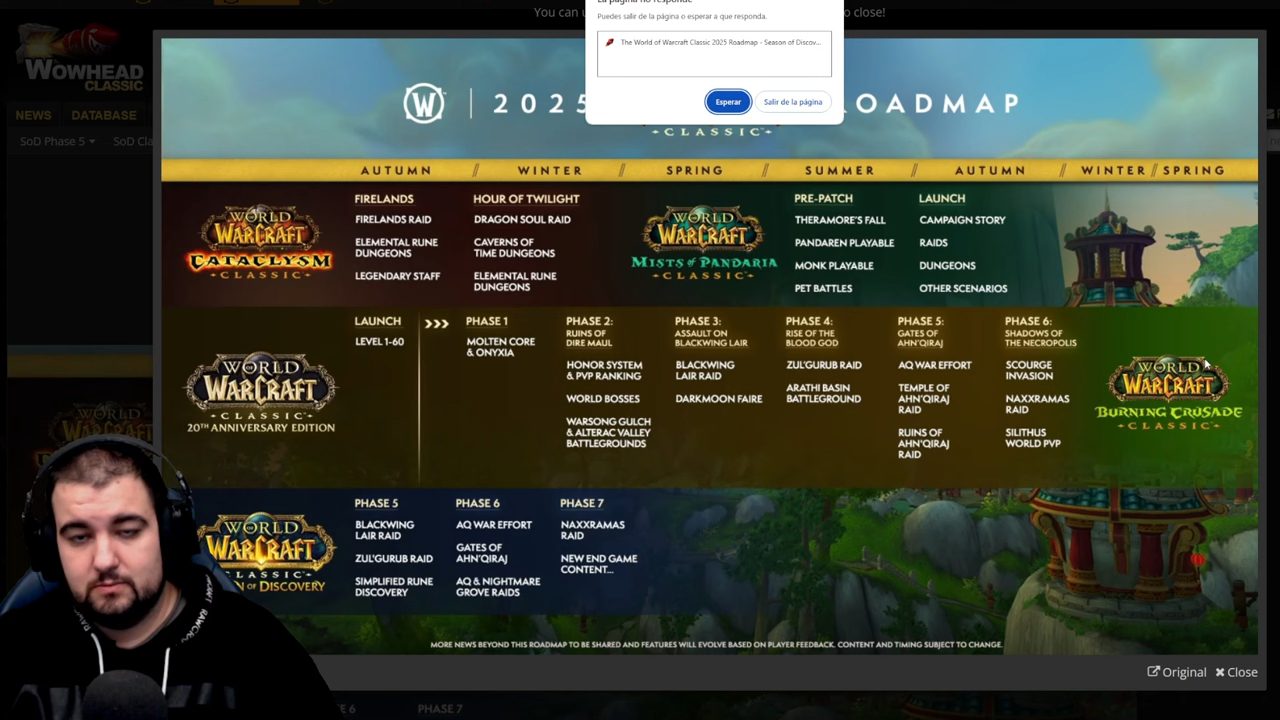 You can u
o close!
La página no responde
Puedes salir de la página o esperar a que responda.
The World of Warcraft Classic 2025 Roadmap - Season of Discov...
Esperar
Salir de la página
WOWHEAD
CLASSIC
NEWS
DATABASE
SoD Phase 5
SoD Cla
W
2025
OADMAP
CLASSIC
AUTUMN // WINTER // SPRING // SUMMER // AUTUMN // WINTER // SPRING
WORLD OF WARCRAFT
CATACLYSM
CLASSIC
FIRELANDS
FIRELANDS RAID
ELEMENTAL RUNE
DUNGEONS
LEGENDARY STAFF
HOUR OF TWILIGHT
DRAGON SOUL RAID
CAVERNS OF
TIME DUNGEONS
ELEMENTAL RUNE
DUNGEONS
WORLD OF WARCRAFT
MISTS of PANDARIA
CLASSIC
PRE-PATCH
THERAMORE'S FALL
PANDAREN PLAYABLE
MONK PLAYABLE
PET BATTLES
LAUNCH
CAMPAIGN STORY
RAIDS
DUNGEONS
OTHER SCENARIOS
WORLD OF WARCRAFT
CLASSIC
20TH ANNIVERSARY EDITION
LAUNCH
LEVEL 1-60
PHASE 1
MOLTEN CORE
& ONYXIA
PHASE 2:
RUINS OF
DIRE MAUL
HONOR SYSTEM
& PVP RANKING
WORLD BOSSES
WARSONG GULCH
& ALTERAC VALLEY
BATTLEGROUNDS
PHASE 3:
ASSAULT ON
BLACKWING LAIR
BLACKWING
LAIR RAID
DARKMOON FAIRE
PHASE 4:
RISE OF THE
BLOOD GOD
ZUL'GURUB RAID
ARATHI BASIN
BATTLEGROUND
PHASE 5:
GATES OF
AHN'QIRAJ
AQ WAR EFFORT
TEMPLE OF
AHN'QIRAJ
RAID
RUINS OF
AHN'QIRAJ
RAID
PHASE 6:
SHADOWS OF
THE NECROPOLIS
SCOURGE
INVASION
NAXXRAMAS
RAID
SILITHUS
WORLD PVP
WORLD OF WARCRAFT
BURNING CRUSADE
CLASSIC
WORLD OF WARCRAFT
CLASSIC
N OF DISCOVERY
PHASE 5
BLACKWING
LAIR RAID
ZUL'GURUB RAID
SIMPLIFIED RUNE
DISCOVERY
PHASE 6
AQ WAR EFFORT
GATES OF
AHN'QIRAJ
AQ & NIGHTMARE
GROVE RAIDS
PHASE 7
NAXXRAMAS
RAID
NEW END GAME
CONTENT...
MORE NEWS BEYOND THIS ROADMAP TO BE SHARED AND FEATURES WILL EVOLVE BASED ON PLAYER FEEDBACK. CONTENT AND TIMING SUBJECT TO CHANGE.
Original
Close
E 6
PHASE 7